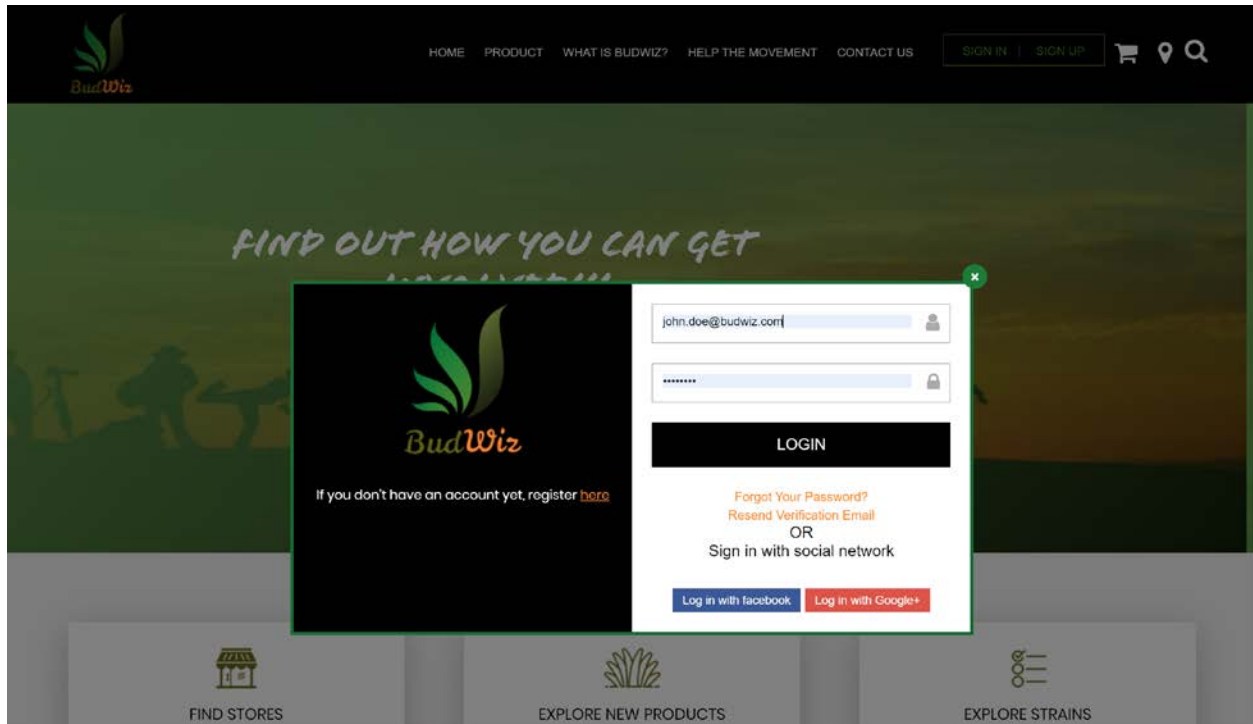 HOME PRODUCT WHAT IS BUDWIZ? HELP THE MOVEMENT CONTACT US SIGN IN | SIGN UP
BudWiz
FIND OUT HOW YOU CAN GET
BudWiz
If you don't have an account yet, register here
john.doe@budwiz.com
••••••••
LOGIN
Forgot Your Password?
Resend Verification Email
OR
Sign in with social network
Log in with facebook Log in with Google+
FIND STORES
EXPLORE NEW PRODUCTS
EXPLORE STRAINS